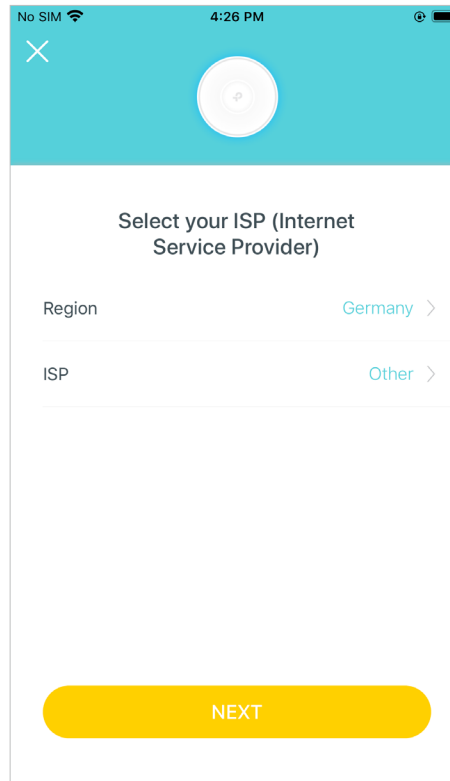 No SIM 4:26 PM
Select your ISP (Internet
Service Provider)
Region Germany
ISP Other
NEXT